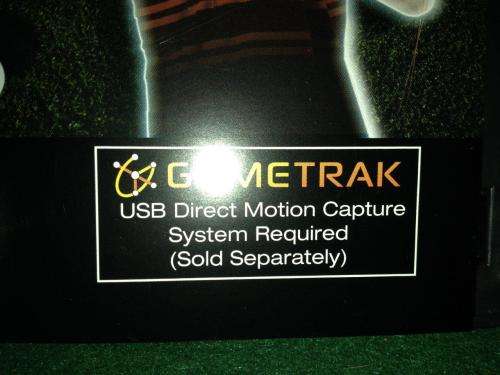 GAMETRAK
USB Direct Motion Capture
System Required
(Sold Separately)